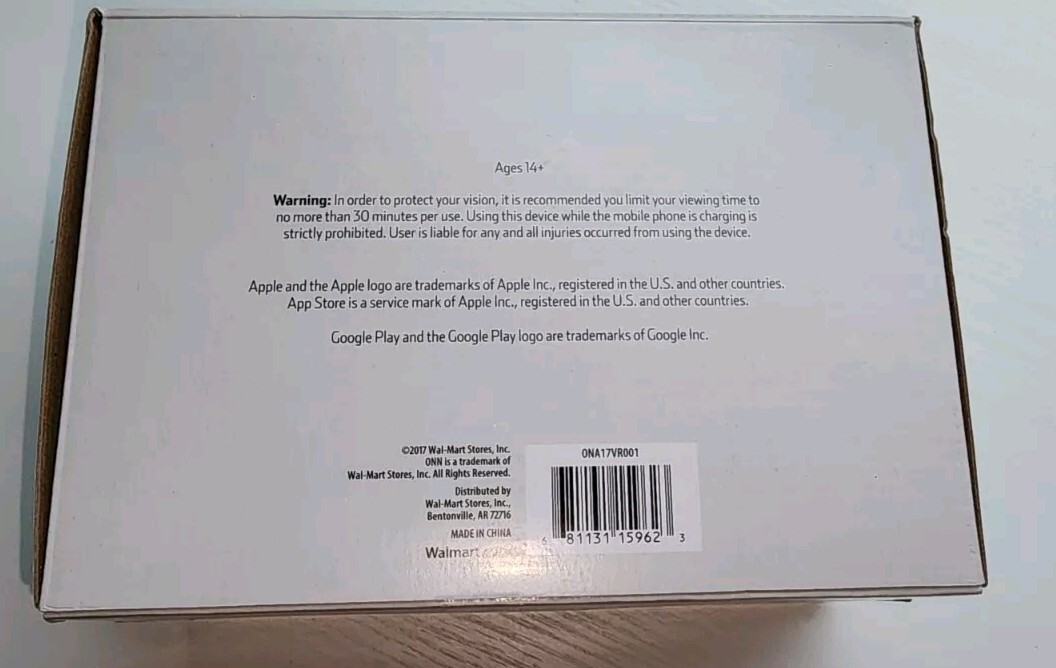 Ages 14+
Warning: In order to protect your vision, it is recommended you limit your viewing time to
no more than 30 minutes per use. Using this device while the mobile phone is charging is
strictly prohibited. User is liable for any and all injuries occurred from using the device.
Apple and the Apple logo are trademarks of Apple Inc., registered in the U.S. and other countries.
App Store is a service mark of Apple Inc., registered in the U.S. and other countries.
Google Play and the Google Play logo are trademarks of Google Inc.
©2017 Wal-Mart Stores, Inc.
ONN is a trademark of
Wal-Mart Stores, Inc. All Rights Reserved.
Distributed by
Wal-Mart Stores, Inc.,
Bentonville, AR 72716
MADE IN CHINA
Walmart
ONA17VR001
6 81131 15962 3